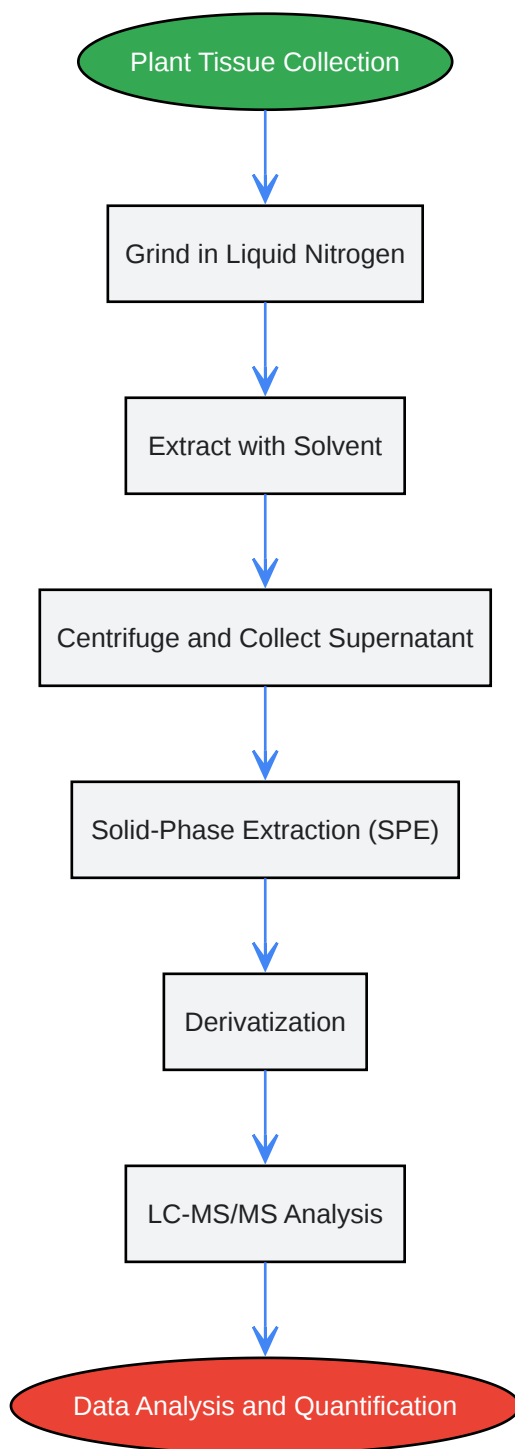 Plant Tissue Collection
Grind in Liquid Nitrogen
Extract with Solvent
Centrifuge and Collect Supernatant
Solid-Phase Extraction (SPE)
Derivatization
LC-MS/MS Analysis
Data Analysis and Quantification